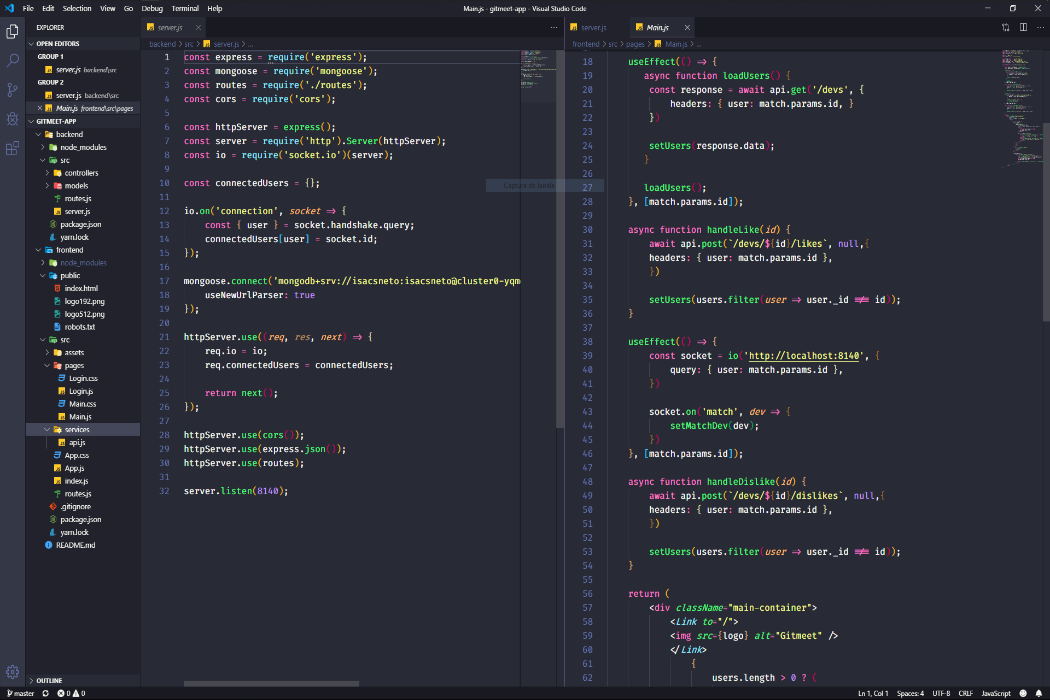 File Edit Selection View Go Debug Terminal Help
Main.js - gitmeet-app - Visual Studio Code
EXPLORER
OPEN EDITORS
GROUP 1
server.js backend\src
GROUP 2
server.js backend\src
Main.js frontend\src\pages
GITMEET-APP
backend
node_modules
src
controllers
models
routes.js
server.js
package.json
yarn.lock
frontend
node_modules
public
index.html
logo192.png
logo512.png
robots.txt
src
assets
pages
Login.css
Login.js
Main.css
Main.js
services
api.js
App.css
App.js
index.js
routes.js
.gitignore
package.json
yarn.lock
README.md
OUTLINE
server.js
backend > src > server.js > ...
1 const express = require('express');
2 const mongoose = require('mongoose');
3 const routes = require('./routes');
4 const cors = require('cors');
5
6 const httpServer = express();
7 const server = require('http').Server(httpServer);
8 const io = require('socket.io')(server);
9
10 const connectedUsers = {};
11
12 io.on('connection', socket => {
13 const { user } = socket.handshake.query;
14 connectedUsers[user] = socket.id;
15 });
16
17 mongoose.connect('mongodb+srv://isacsneto:isacsneto@cluster0-yqm
18 useNewUrlParser: true
19 });
20
21 httpServer.use((req, res, next) => {
22 req.io = io;
23 req.connectedUsers = connectedUsers;
24
25 return next();
26 });
27
28 httpServer.use(cors());
29 httpServer.use(express.json());
30 httpServer.use(routes);
31
32 server.listen(8140);
server.js Main.js
frontend > src > pages > Main.js > ...
18 useEffect(() => {
19 async function loadUsers() {
20 const response = await api.get('/devs', {
21 headers: { user: match.params.id, }
22 })
23
24 setUsers(response.data);
25 }
26
27 loadUsers();
28 }, [match.params.id]);
29
30 async function handleLike(id) {
31 await api.post(`/devs/${id}/likes`, null,{
32 headers: { user: match.params.id },
33 })
34
35 setUsers(users.filter(user => user._id !== id));
36 }
37
38 useEffect(() => {
39 const socket = io('http://localhost:8140', {
40 query: { user: match.params.id },
41 })
42
43 socket.on('match', dev => {
44 setMatchDev(dev);
45 })
46 }, [match.params.id]);
47
48 async function handleDislike(id) {
49 await api.post(`/devs/${id}/dislikes`, null,{
50 headers: { user: match.params.id },
51 })
52
53 setUsers(users.filter(user => user._id !== id));
54 }
55
56 return (
57 <div className="main-container">
58 <Link to="/">
59 <img src={logo} alt="Gitmeet" />
60 </Link>
61 {
62 users.length > 0 ? (
master 0 0
Ln 1, Col 1 Spaces: 4 UTF-8 CRLF JavaScript